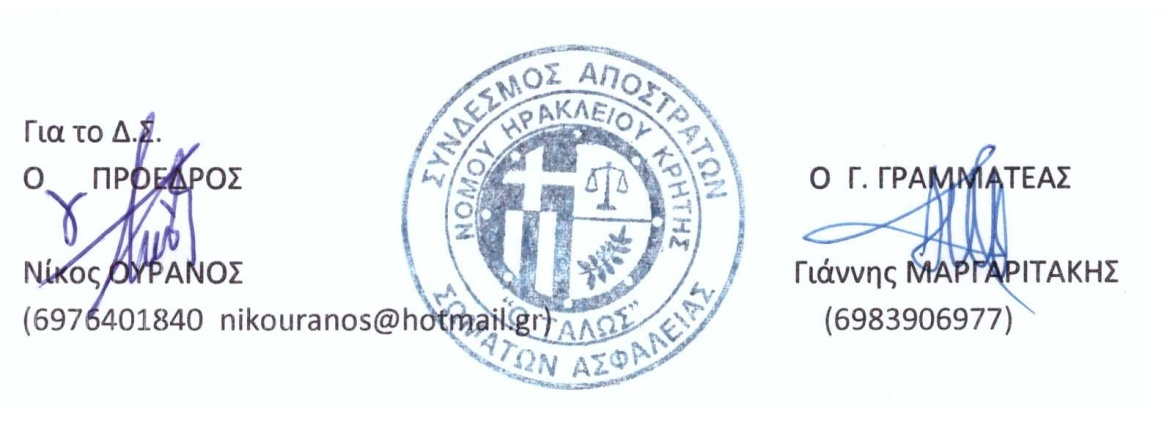 Για το Δ.Σ.
Ο ΠΡΟΕΔΡΟΣ
Νίκος ΟΥΡΑΝΟΣ
(6976401840 nikouranos@hotmail.gr)
ΣΥΝΔΕΣΜΟΣ ΑΠΟΣΤΡΑΤΩΝ
ΣΩΜΑΤΩΝ ΑΣΦΑΛΕΙΑΣ
ΝΟΜΟΥ ΗΡΑΚΛΕΙΟΥ ΚΡΗΤΗΣ
Ο Γ. ΓΡΑΜΜΑΤΕΑΣ
Γιάννης ΜΑΡΓΑΡΙΤΑΚΗΣ
(6983906977)